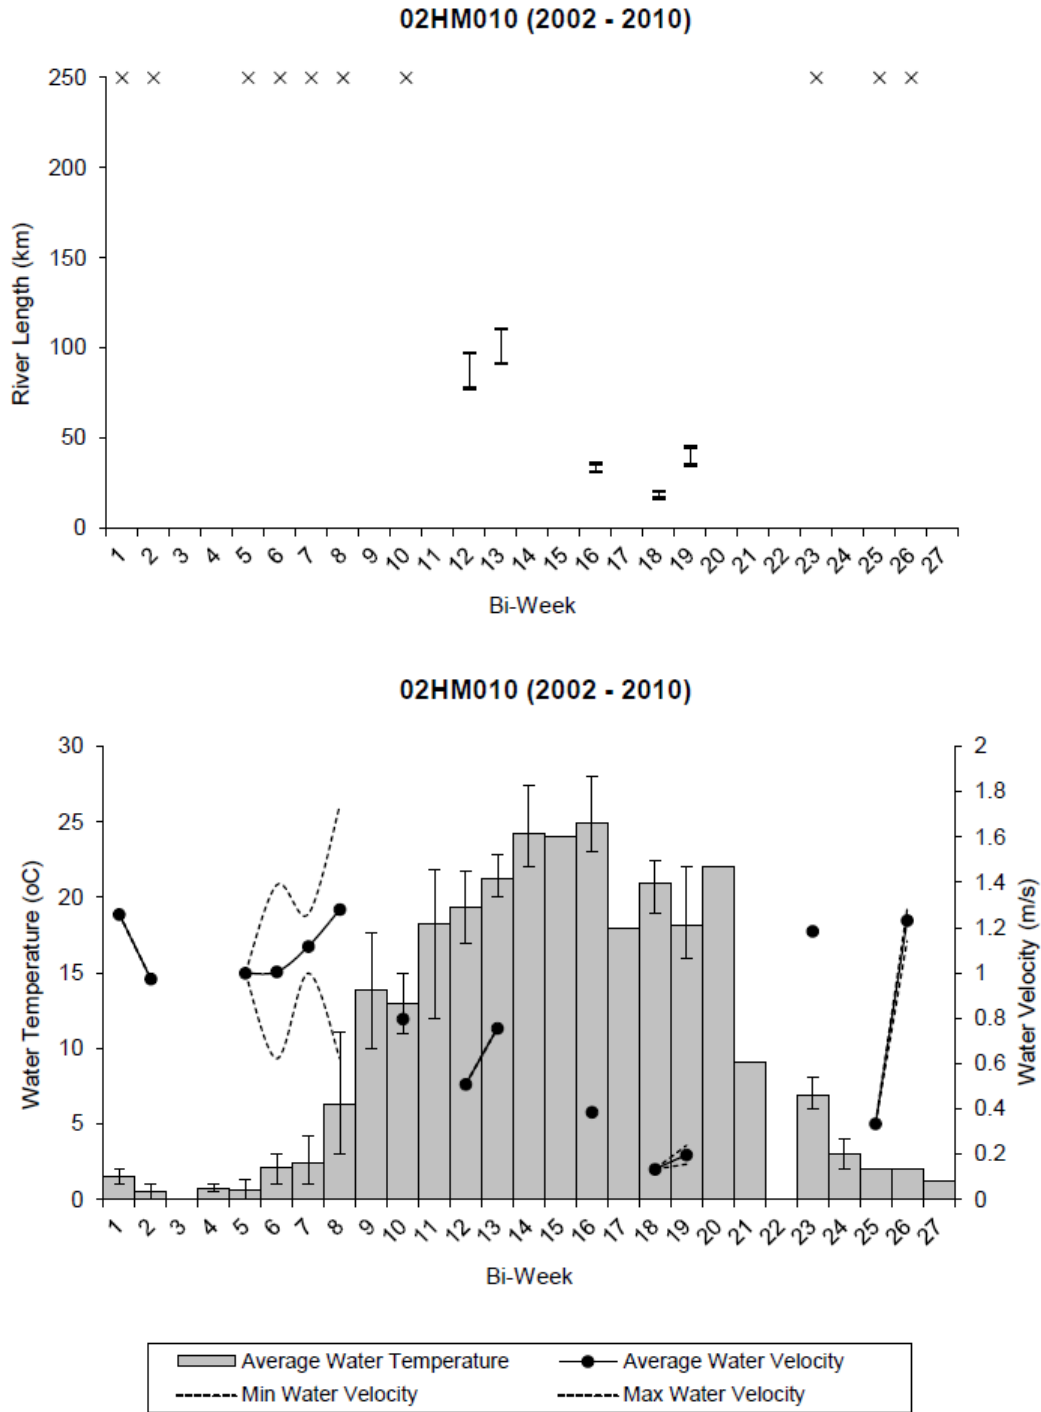 02HM010 (2002 - 2010)
250
200
150
100
50
0
River Length (km)
1 2 3 4 5 6 7 8 9 10 11 12 13 14 15 16 17 18 19 20 21 22 23 24 25 26 27
Bi-Week
02HM010 (2002 - 2010)
30
25
20
15
10
5
0
Water Temperature (oC)
2
1.8
1.6
1.4
1.2
1
0.8
0.6
0.4
0.2
0
Water Velocity (m/s)
1 2 3 4 5 6 7 8 9 10 11 12 13 14 15 16 17 18 19 20 21 22 23 24 25 26 27
Bi-Week
Average Water Temperature Average Water Velocity
Min Water Velocity Max Water Velocity